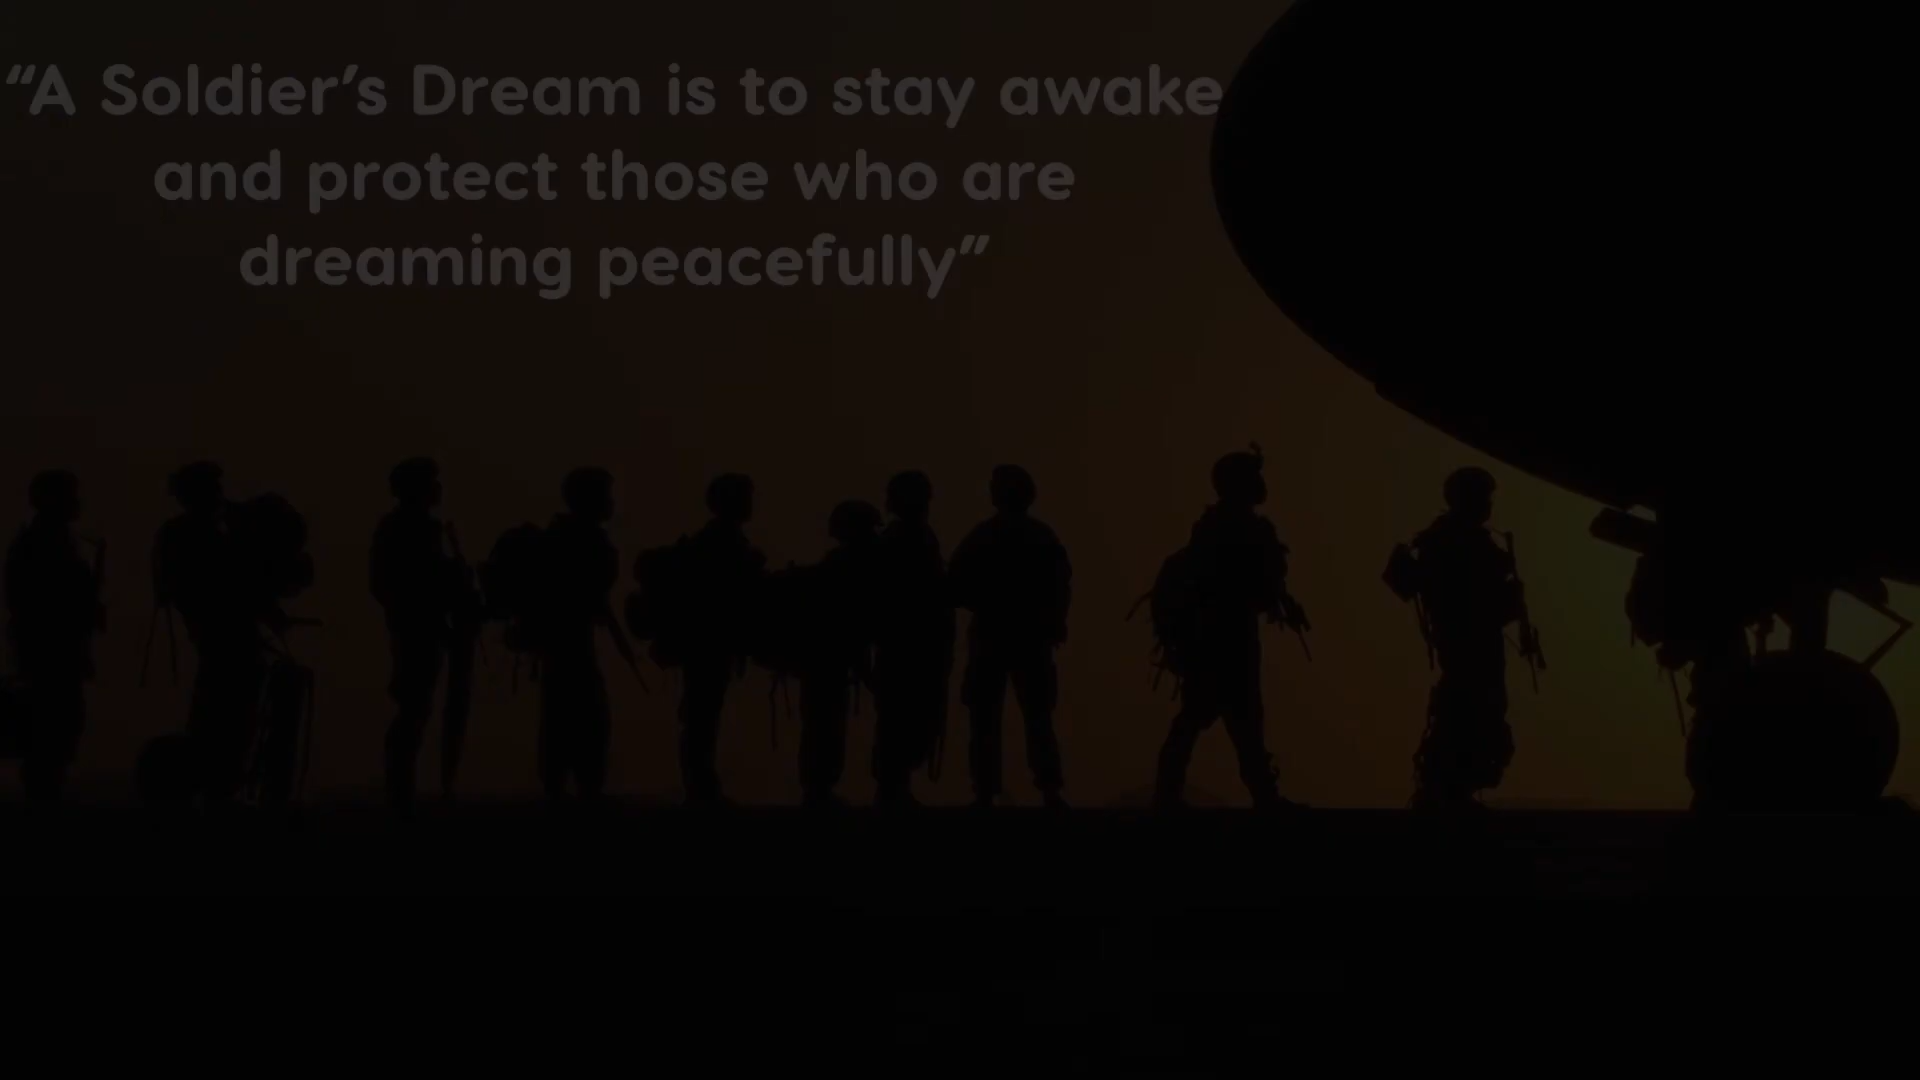 “A Soldier’s Dream is to stay awake
and protect those who are
dreaming peacefully”